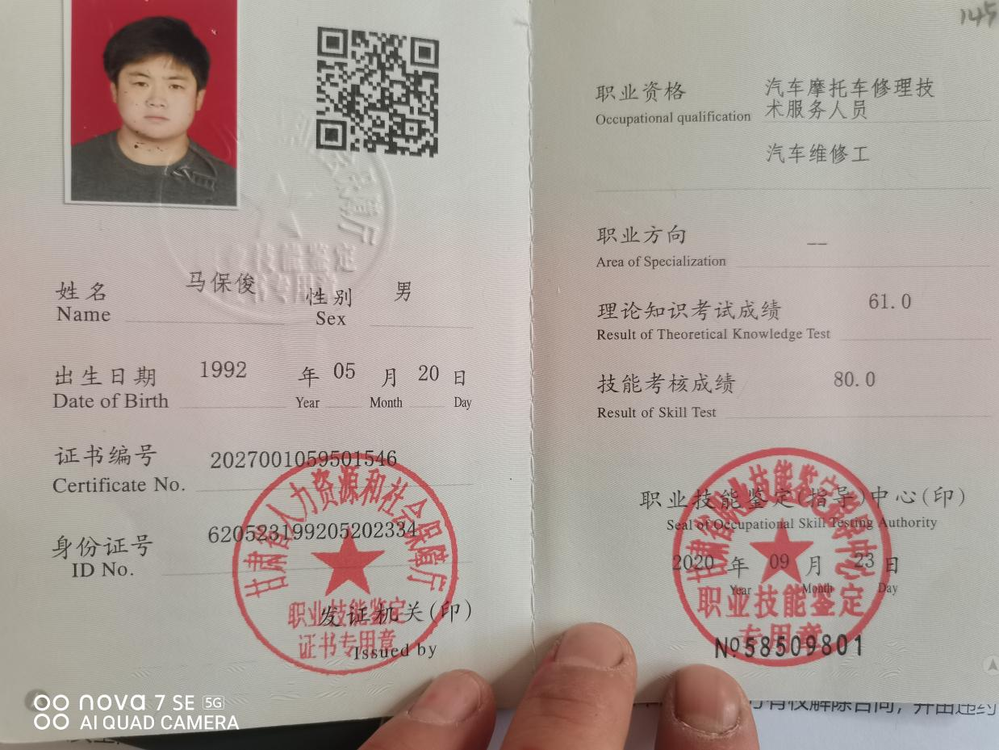 姓名 马保俊 性别 男
Name Sex
出生日期 1992 年 05 月 20 日
Date of Birth Year Month Day
证书编号 2027001059501546
Certificate No.
身份证号 620523199205202334
ID No.
甘肃省人力资源和社会保障厅
职业技能鉴定
证书专用章
发证机关(印)
Issued by
145
职业资格 汽车摩托车修理技
Occupational qualification 术服务人员
汽车维修工
职业方向 —
Area of Specialization
理论知识考试成绩 61.0
Result of Theoretical Knowledge Test
技能考核成绩 80.0
Result of Skill Test
职业技能鉴定(指导)中心(印)
Seal of Occupational Skill Testing Authority
2020 年 09 月 23 日
Year Month Day
职业技能鉴定
专用章
№58509801
nova 7 SE 5G
AI QUAD CAMERA